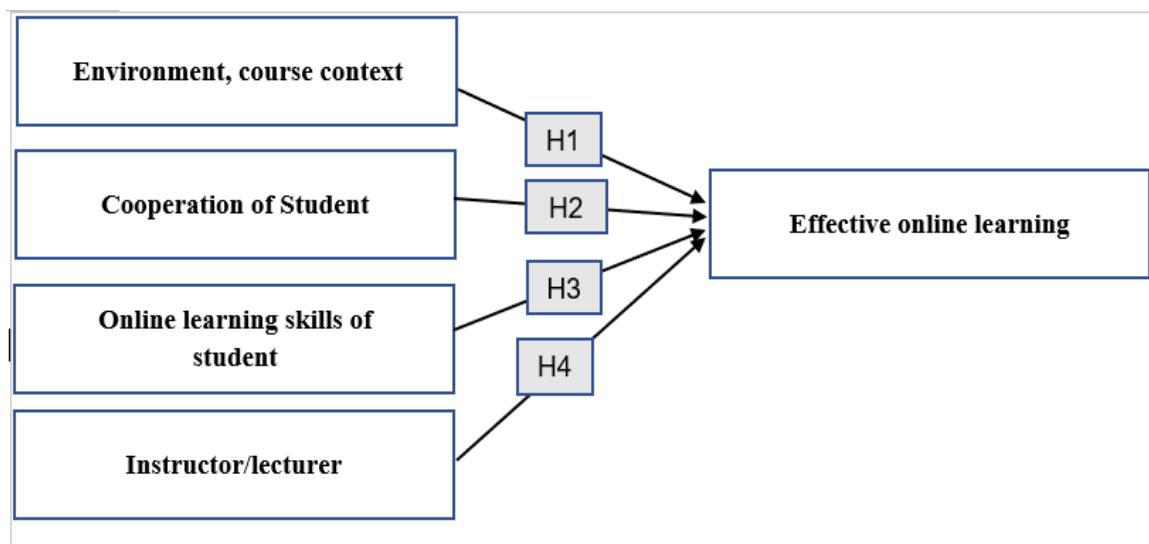 Environment, course context
H1
Cooperation of Student
H2
Effective online learning
H3
Online learning skills of
student
H4
Instructor/lecturer